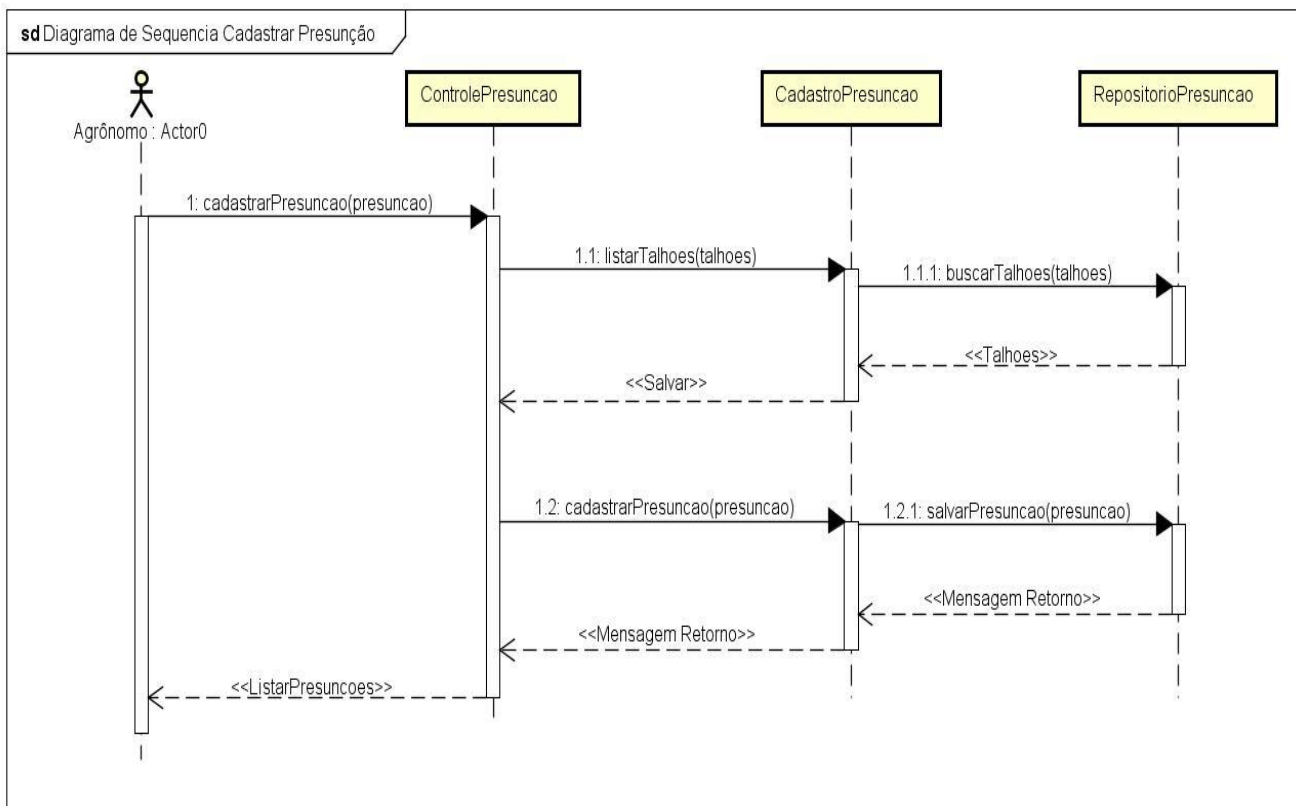 sd Diagrama de Sequencia Cadastrar Presunção
Agrônomo : Actor0
ControlePresuncao
CadastroPresuncao
RepositorioPresuncao
1: cadastrarPresuncao(presuncao)
1.1: listarTalhoes(talhoes)
1.1.1: buscarTalhoes(talhoes)
<<Talhoes>>
<<Salvar>>
1.2: cadastrarPresuncao(presuncao)
1.2.1: salvarPresuncao(presuncao)
<<Mensagem Retorno>>
<<Mensagem Retorno>>
<<ListarPresuncoes>>